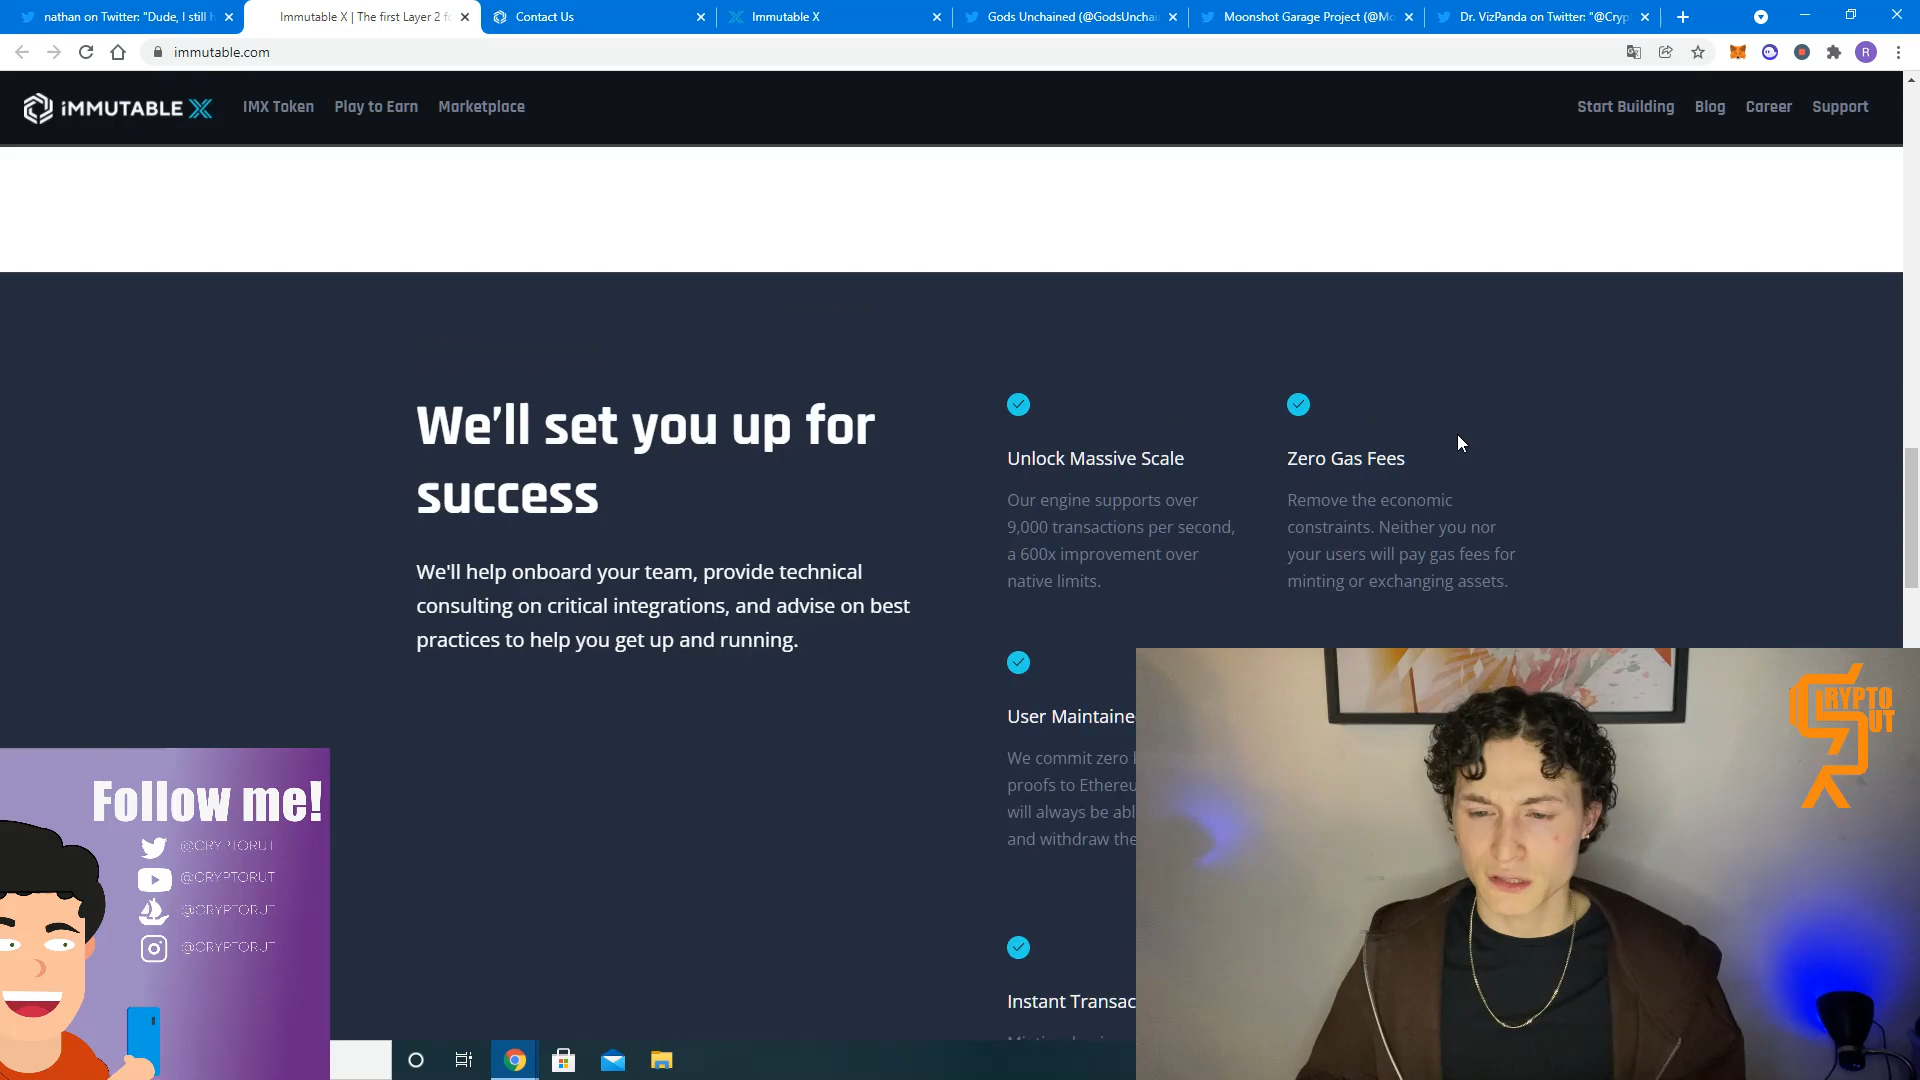 nathan on Twitter: "Dude, I still
Immutable X | The first Layer 2 fo
Contact Us
Immutable X
Gods Unchained (@GodsUnchai
Moonshot Garage Project (@Mo
Dr. VizPanda on Twitter: "@Cryp
immutable.com
R
IMMUTABLE X
IMX Token
Play to Earn
Marketplace
Start Building
Blog
Career
Support
We'll set you up for
success
We'll help onboard your team, provide technical
consulting on critical integrations, and advise on best
practices to help you get up and running.
Unlock Massive Scale
Our engine supports over
9,000 transactions per second,
a 600x improvement over
native limits.
Zero Gas Fees
Remove the economic
constraints. Neither you nor
your users will pay gas fees for
minting or exchanging assets.
User Maintaine
We commit zero
proofs to Ethereu
will always be abl
and withdraw the
Instant Transac
Follow me!
@CRYPTORUT
@CRYPTORUT
@CRYPTORUT
@CRYPTORUT
CRYPTO
RUT